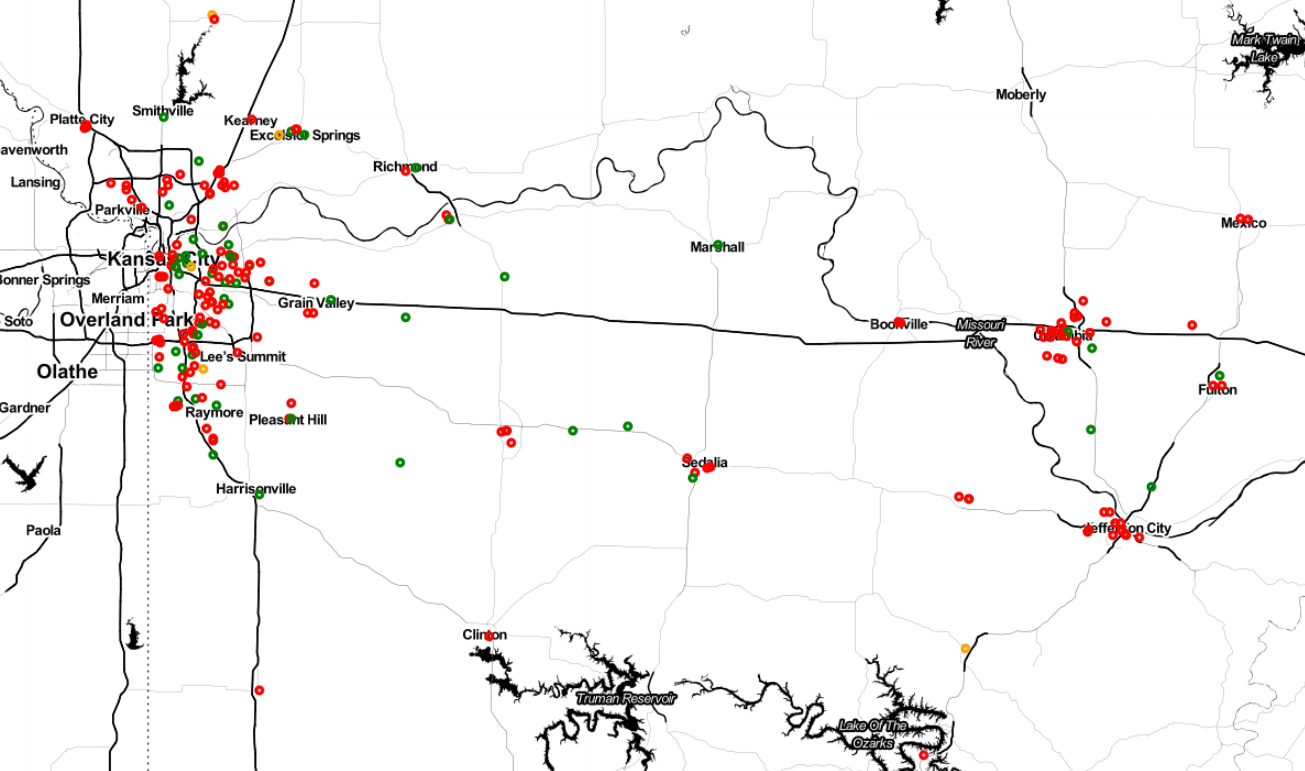 Mark Twain
Lake
Moberly
Smithville
Platte City
Kearney
Excelsior Springs
avenworth
Richmond
Lansing
Parkville
Mexico
Marshall
Kansas City
Bonner Springs
Merriam
Grain Valley
Soto
Overland Park
Boonville
Missouri
River
Columbia
Lee's Summit
Olathe
Fulton
Gardner
Raymore
Pleasant Hill
Sedalia
Harrisonville
Paola
Jefferson City
Clinton
Truman Reservoir
Lake Of The
Ozarks